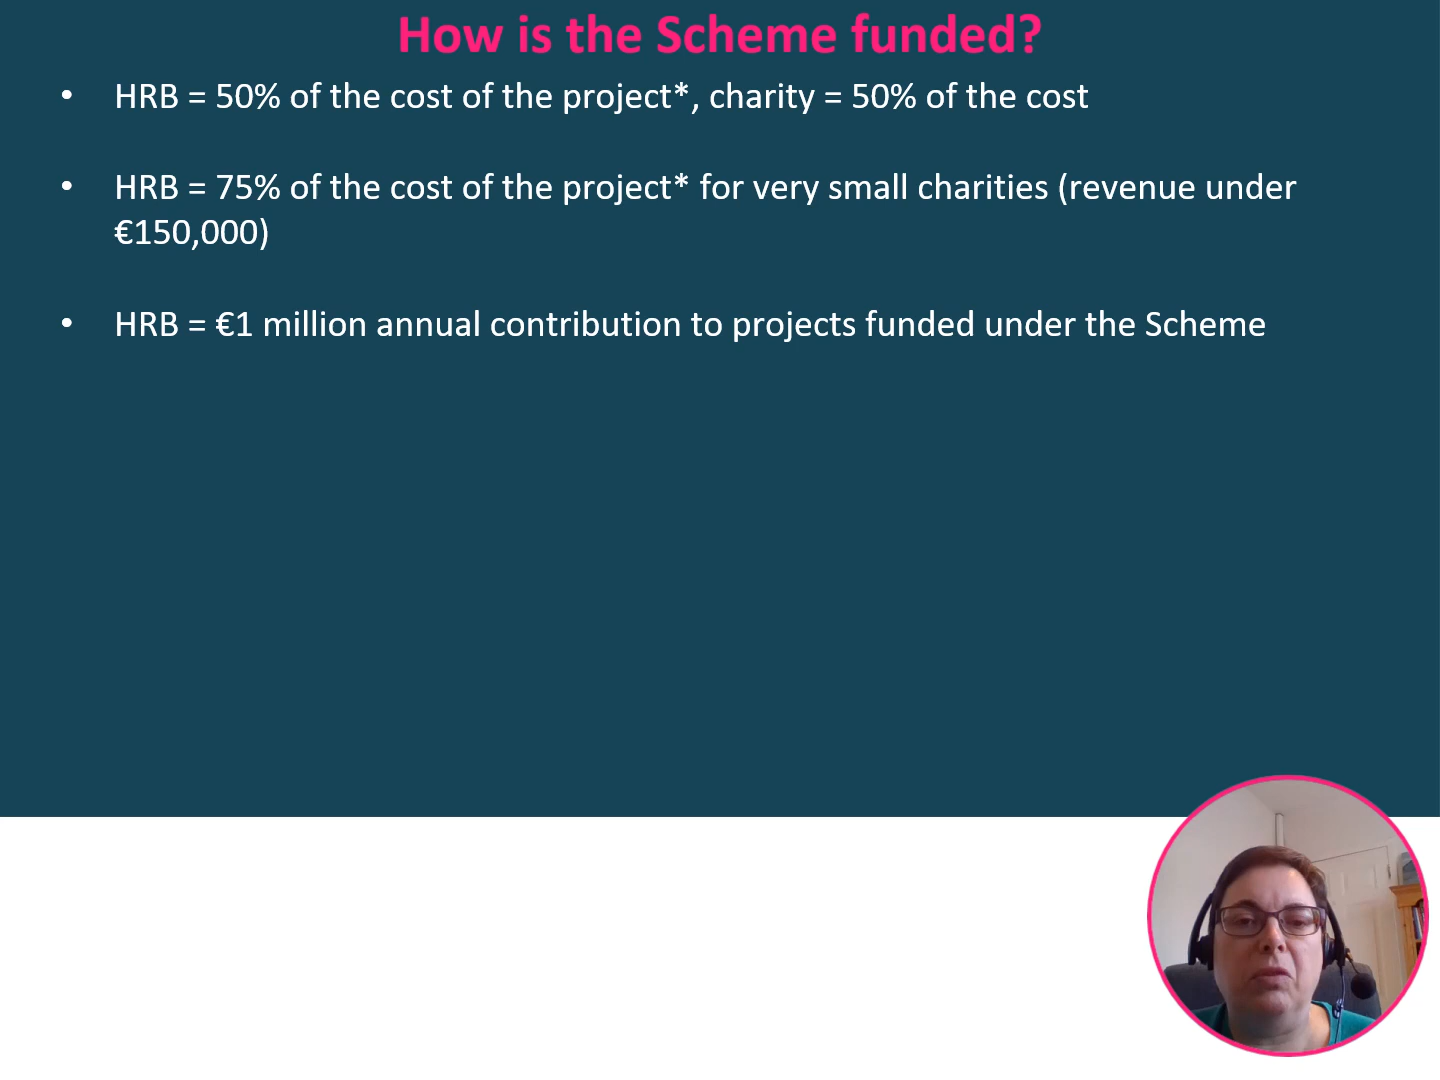 How is the Scheme funded?
• HRB = 50% of the cost of the project*, charity = 50% of the cost
• HRB = 75% of the cost of the project* for very small charities (revenue under
€150,000)
• HRB = €1 million annual contribution to projects funded under the Scheme